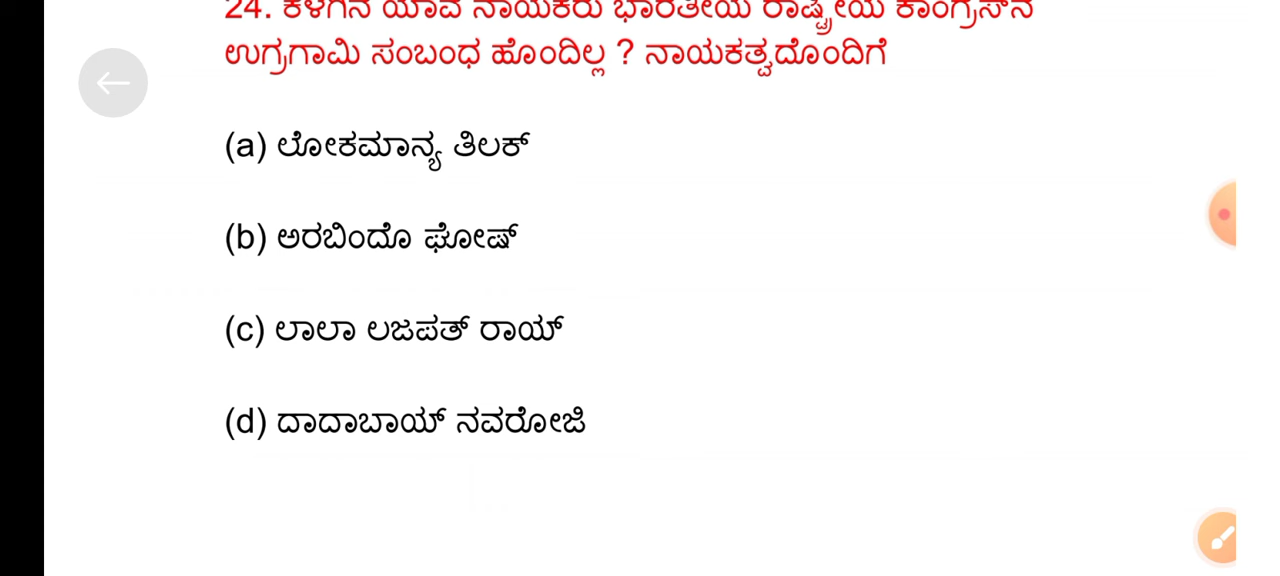 24. ಕೆಳಗಿನ ಯಾವ ನಾಯಕರು ಭಾರತೀಯ ರಾಷ್ಟ್ರೀಯ ಕಾಂಗ್ರೆಸ್‌ನ
ಉಗ್ರಗಾಮಿ ಸಂಬಂಧ ಹೊಂದಿಲ್ಲ ? ನಾಯಕತ್ವದೊಂದಿಗೆ
(a) ಲೋಕಮಾನ್ಯ ತಿಲಕ್
(b) ಅರಬಿಂದೊ ಘೋಷ್
(c) ಲಾಲಾ ಲಜಪತ್ ರಾಯ್
(d) ದಾದಾಬಾಯ್ ನವರೋಜಿ